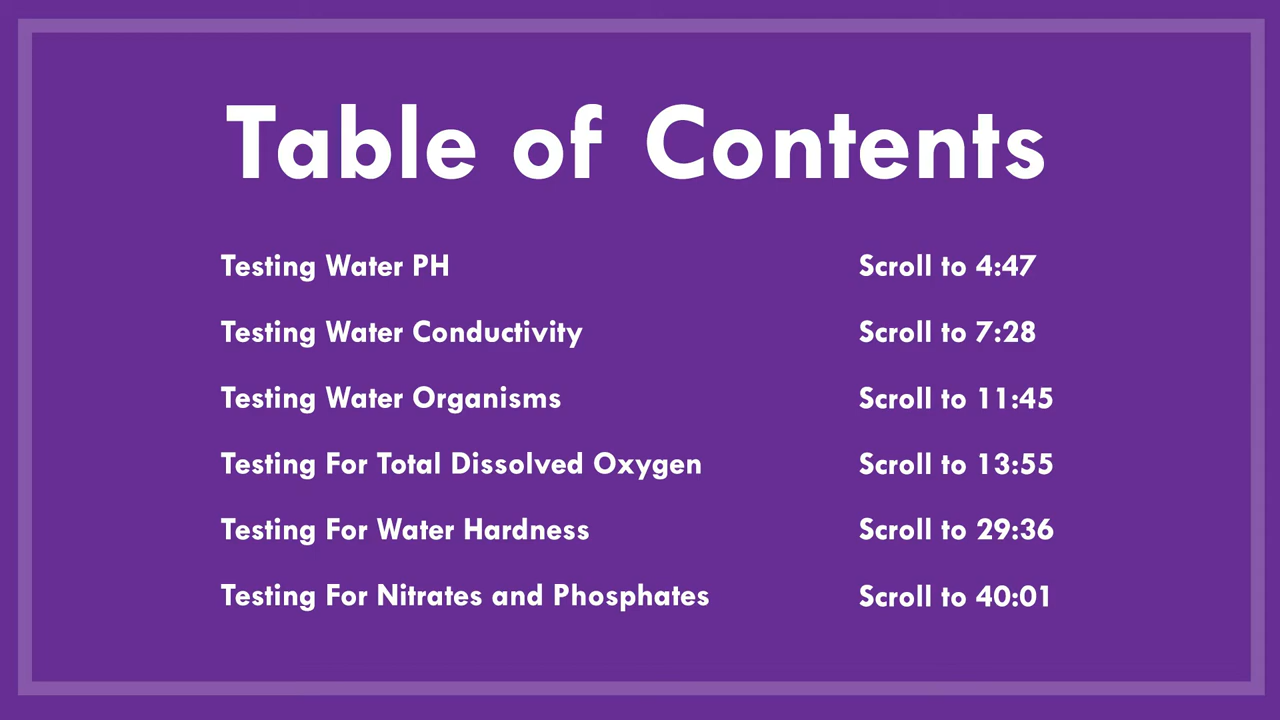 Table of Contents
Testing Water PH Scroll to 4:47
Testing Water Conductivity Scroll to 7:28
Testing Water Organisms Scroll to 11:45
Testing For Total Dissolved Oxygen Scroll to 13:55
Testing For Water Hardness Scroll to 29:36
Testing For Nitrates and Phosphates Scroll to 40:01